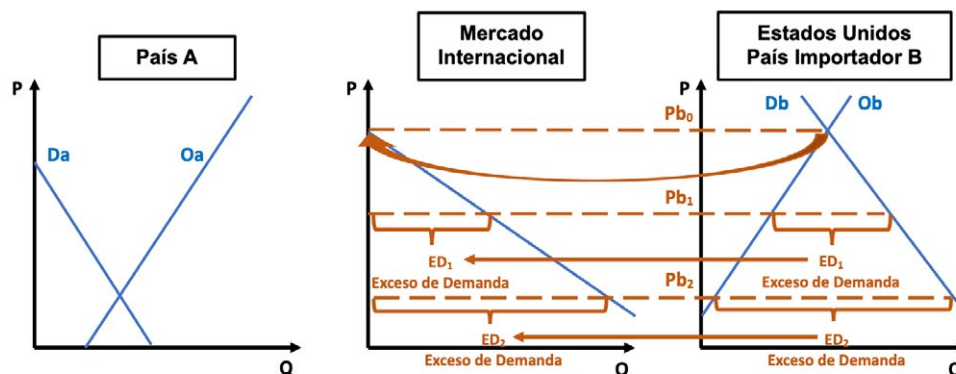 País A
P
Da
Oa
Q
Mercado
Internacional
P
Pb₀
Pb₁
ED₁
Exceso de Demanda
Pb₂
ED₂
Exceso de Demanda
Q
Estados Unidos
País Importador B
P
Db
Ob
ED₁
Exceso de Demanda
ED₂
Exceso de Demanda
Q